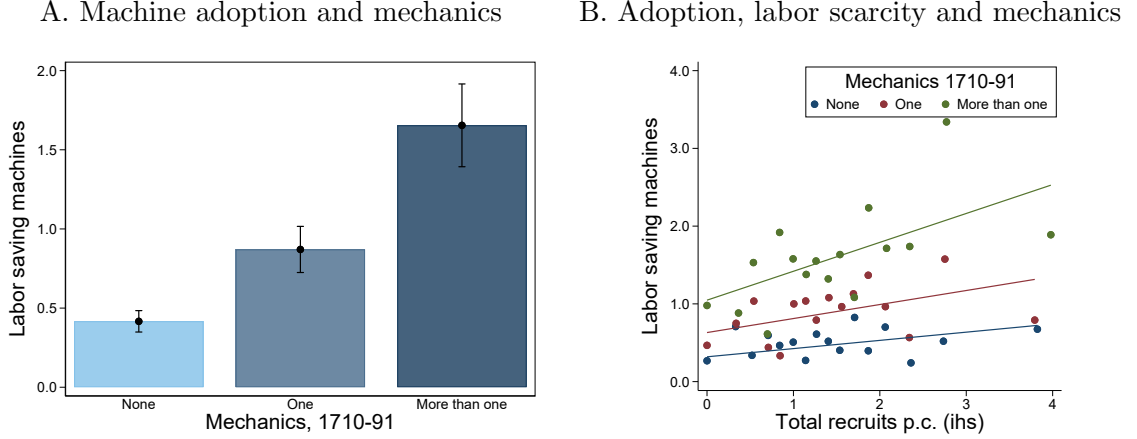 A. Machine adoption and mechanics
2.0
1.5
1.0
0.5
0.0
Labor saving machines
None One More than one
Mechanics, 1710-91
B. Adoption, labor scarcity and mechanics
Mechanics 1710-91
None One More than one
4.0
3.0
2.0
1.0
0.0
Labor saving machines
0 1 2 3 4
Total recruits p.c. (ihs)